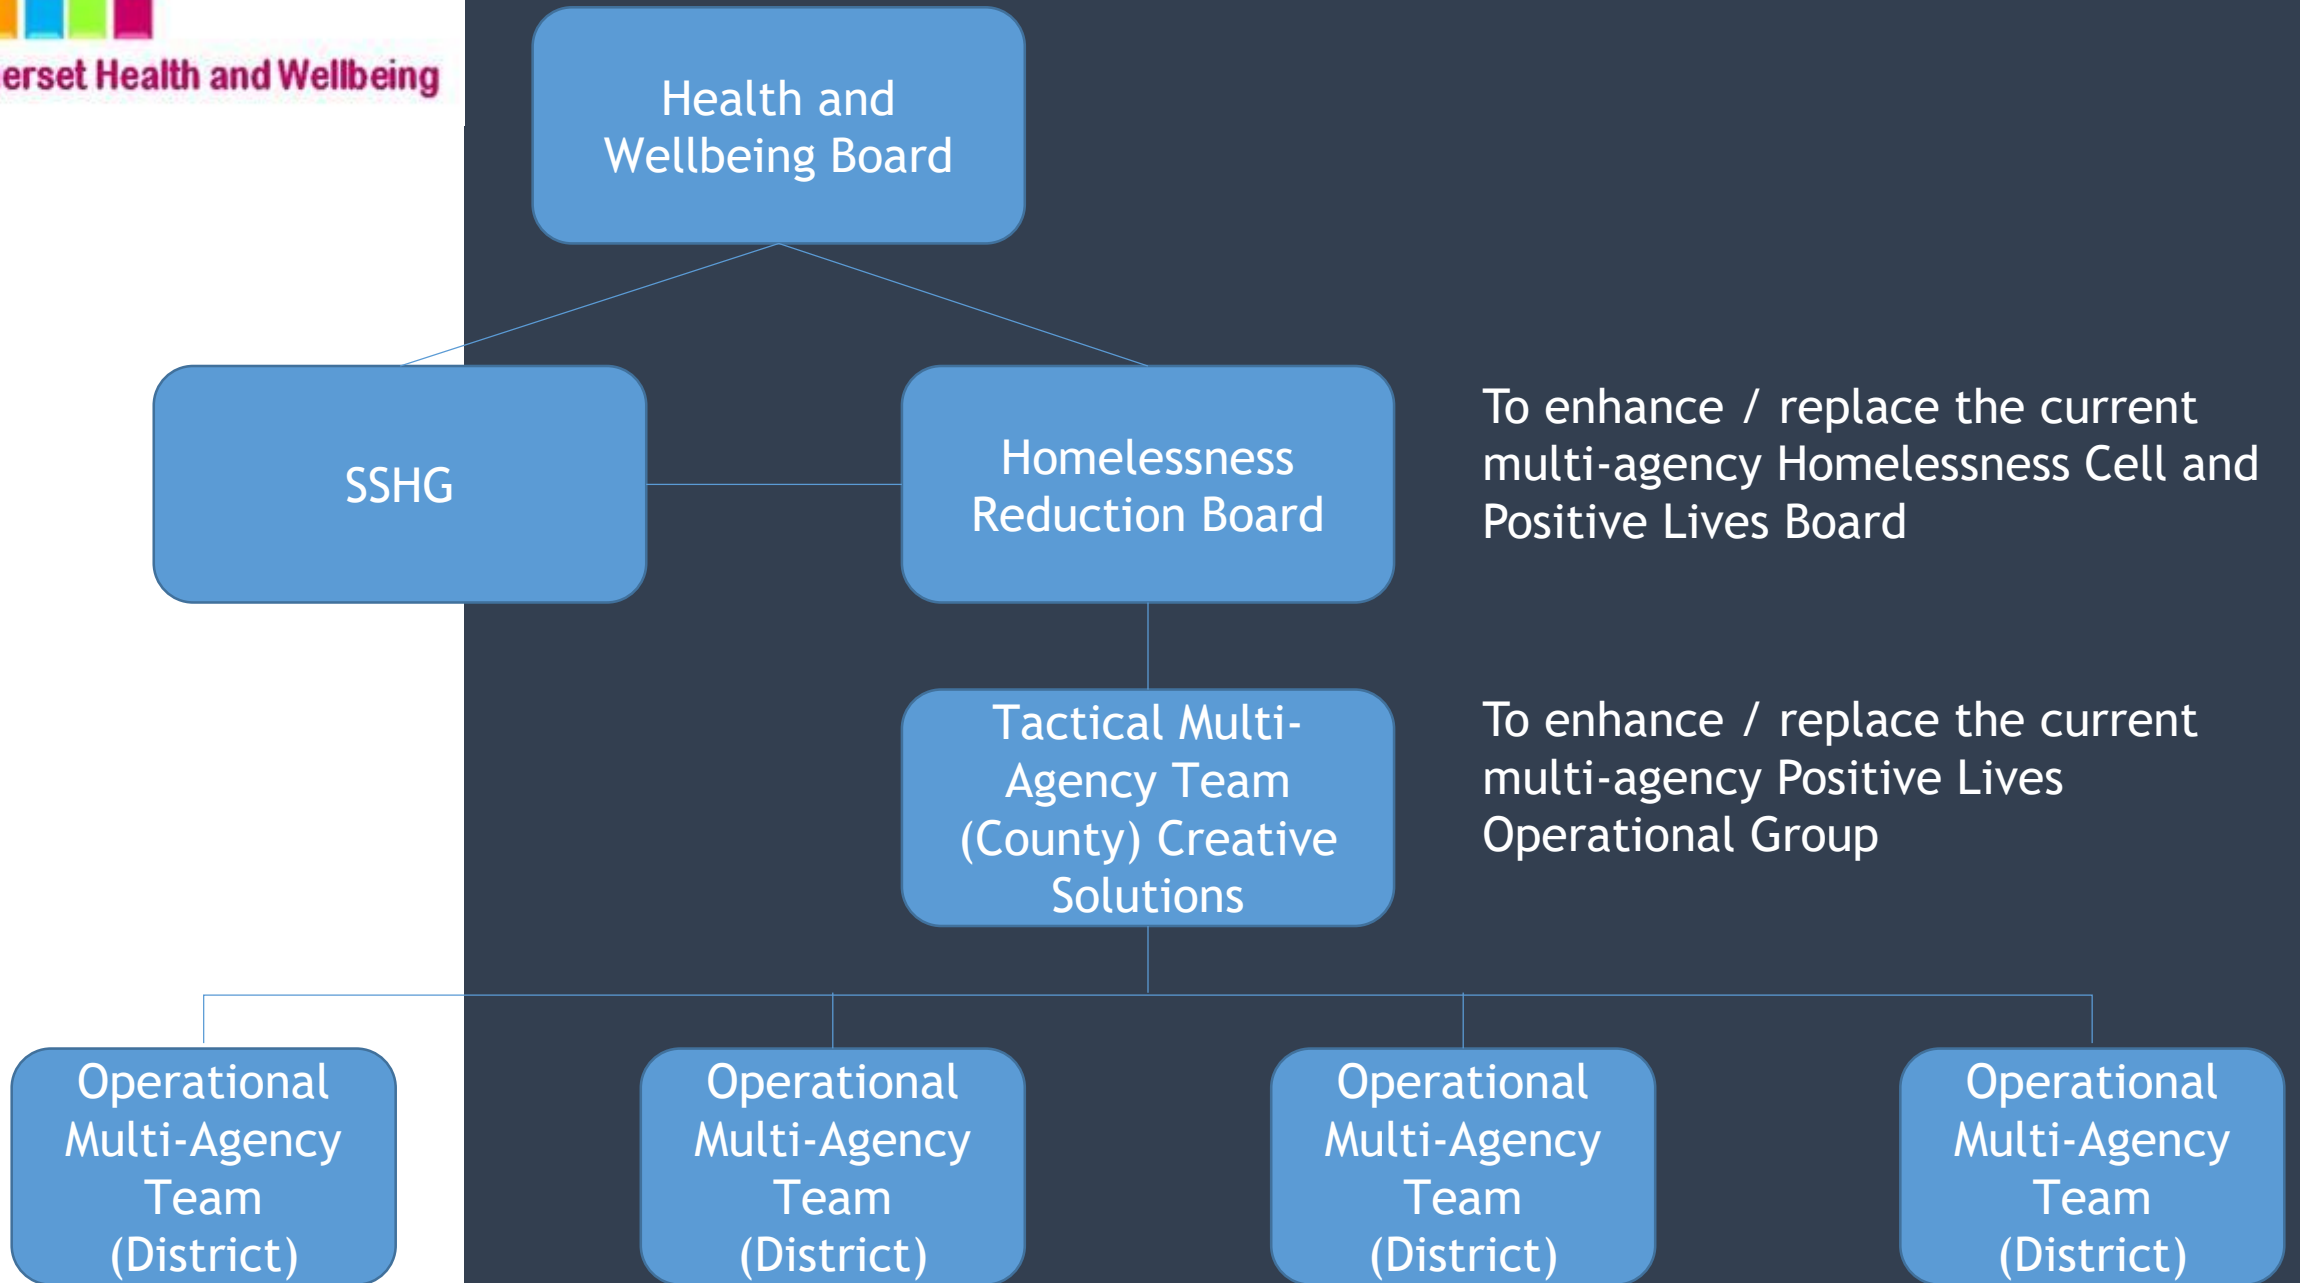 erset Health and Wellbeing
Health and
Wellbeing Board
SSHG
Homelessness
Reduction Board
To enhance / replace the current
multi-agency Homelessness Cell and
Positive Lives Board
Tactical Multi-
Agency Team
(County) Creative
Solutions
To enhance / replace the current
multi-agency Positive Lives
Operational Group
Operational
Multi-Agency
Team
(District)
Operational
Multi-Agency
Team
(District)
Operational
Multi-Agency
Team
(District)
Operational
Multi-Agency
Team
(District)